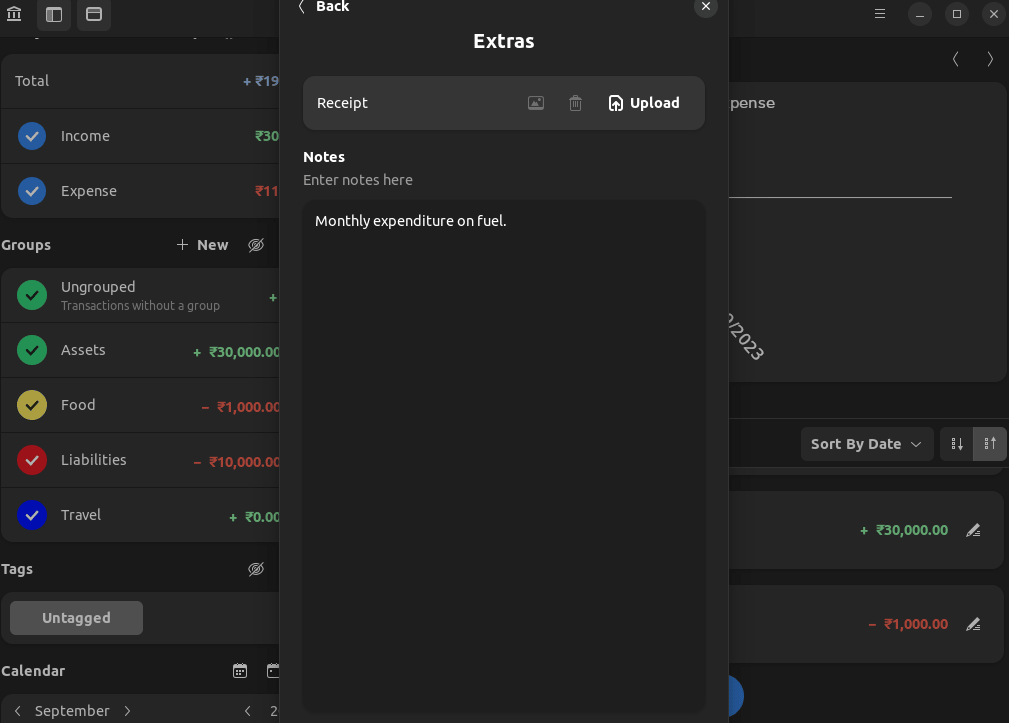 Back
Extras
Receipt
Upload
Notes
Enter notes here
Monthly expenditure on fuel.
Total + ₹19
Income ₹30
Expense ₹11
Groups
New
Ungrouped
Transactions without a group
+
Assets + ₹30,000.00
Food − ₹1,000.00
Liabilities − ₹10,000.00
Travel + ₹0.00
Tags
Untagged
Calendar
September
2
pense
/2023
Sort By Date
+ ₹30,000.00
− ₹1,000.00